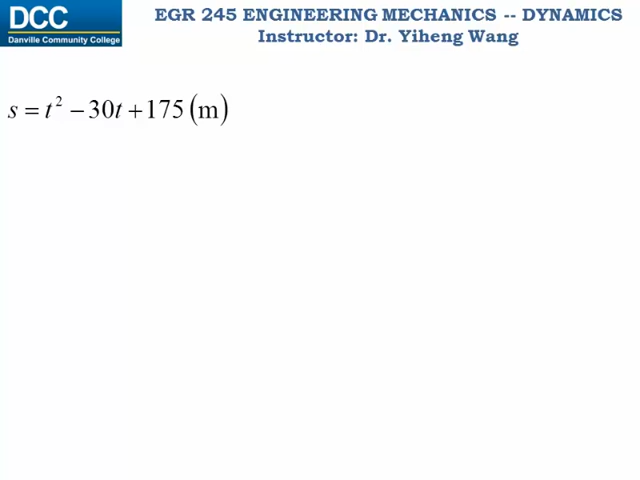 DCC
Danville Community College
EGR 245 ENGINEERING MECHANICS -- DYNAMICS
Instructor: Dr. Yiheng Wang
s = t² − 30t + 175 (m)